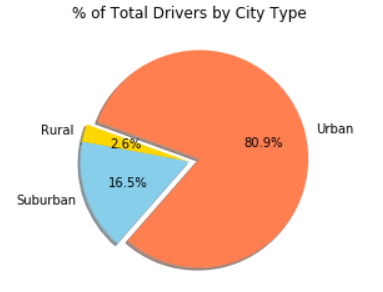 % of Total Drivers by City Type
Rural
2.6%
80.9%
Urban
16.5%
Suburban